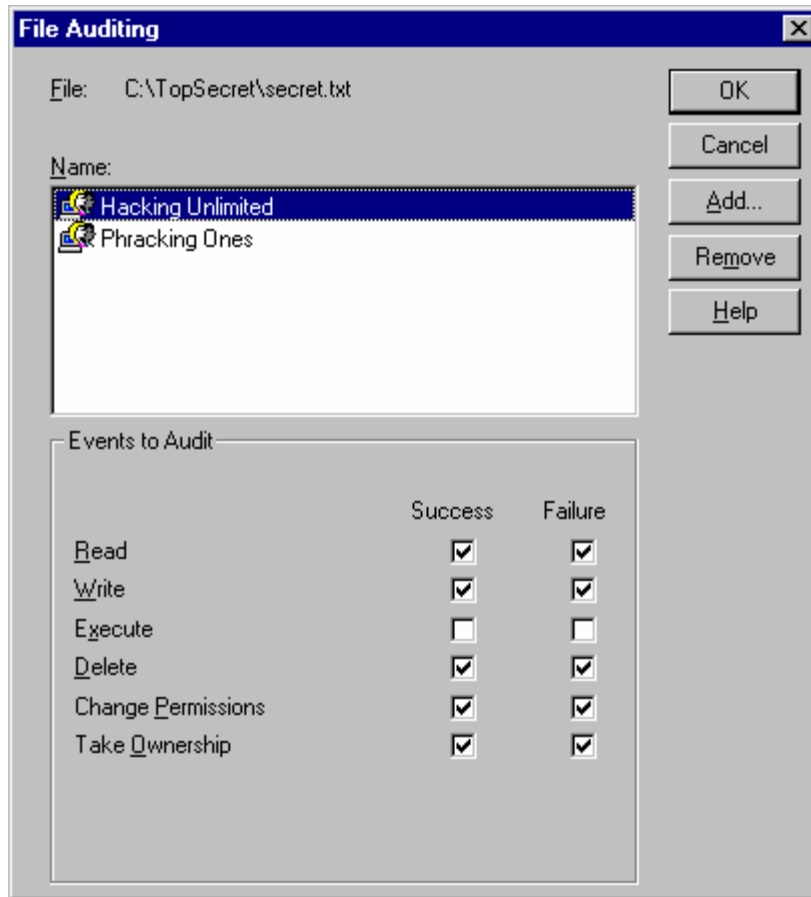 File Auditing
File: C:\TopSecret\secret.txt
OK
Cancel
Name:
Add...
Hacking Unlimited
Phracking Ones
Remove
Help
Events to Audit
Success Failure
Read
Write
Execute
Delete
Change Permissions
Take Ownership